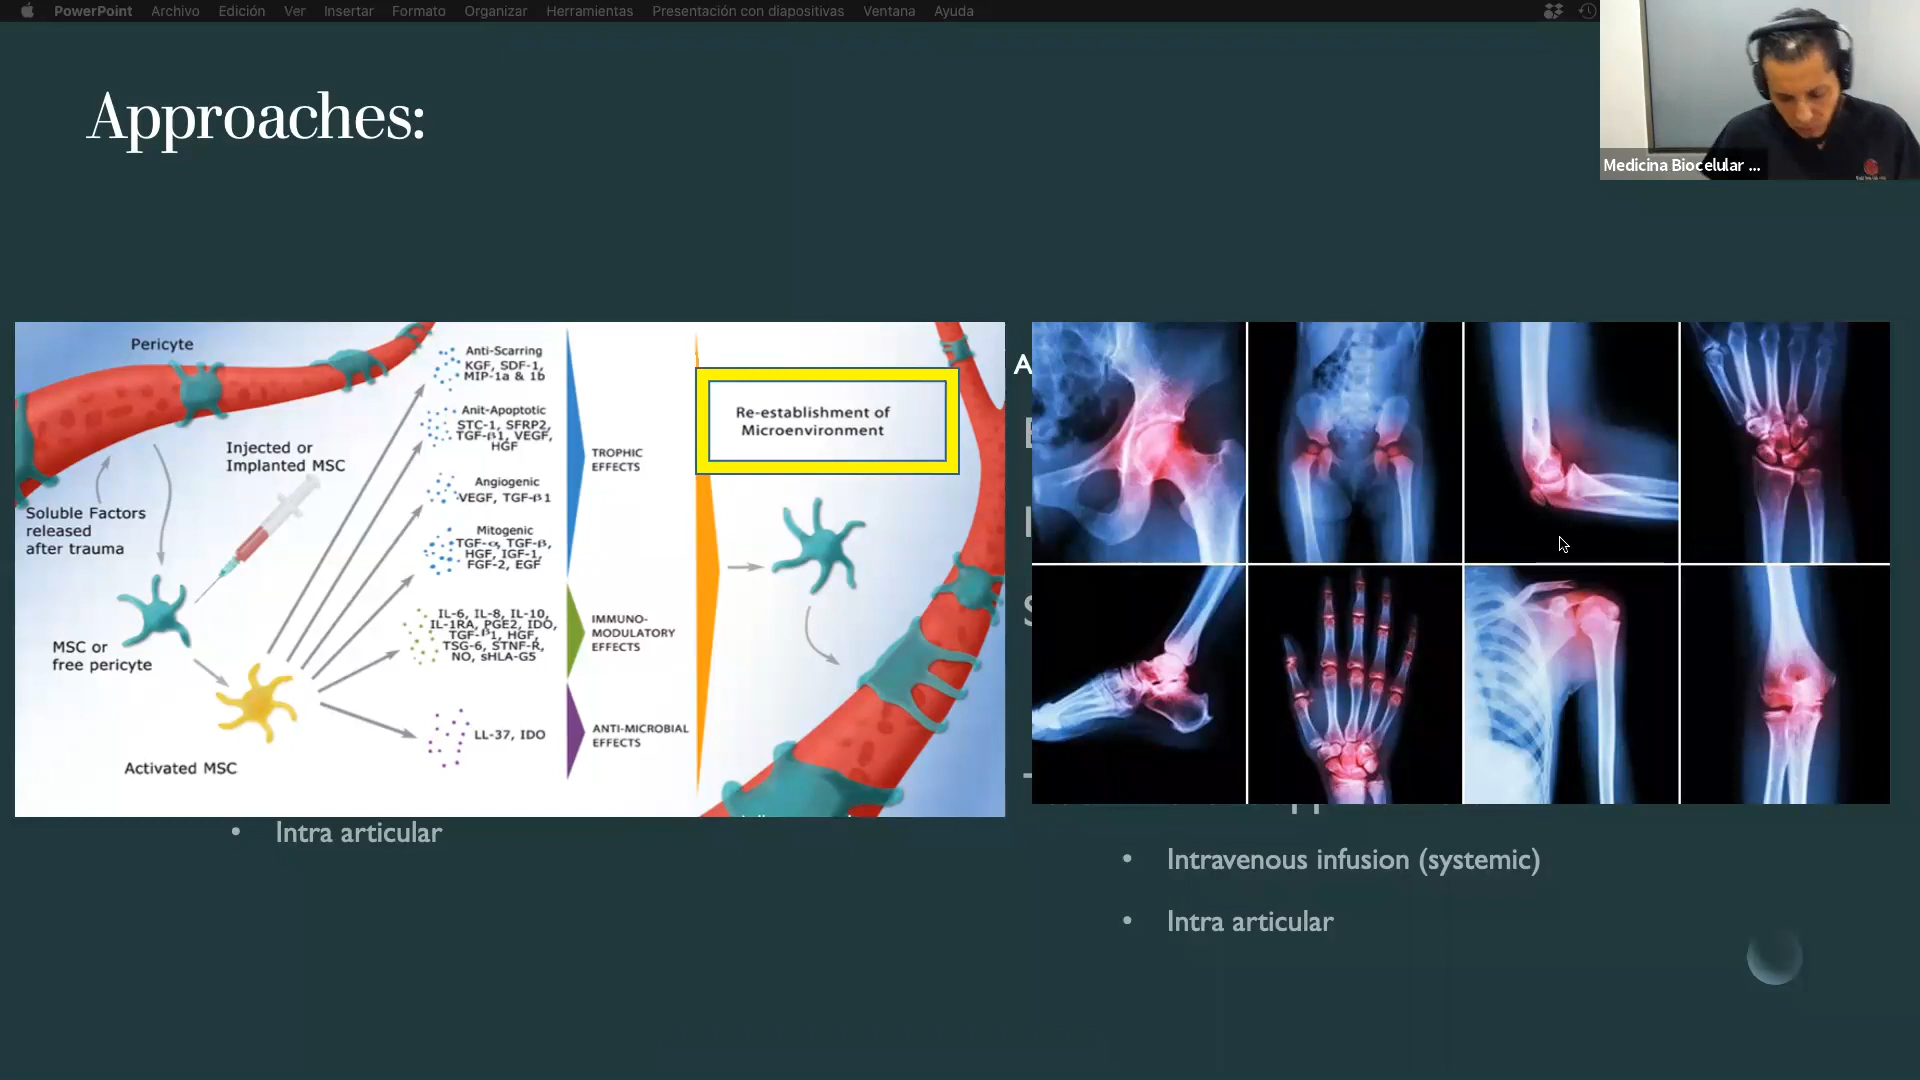 PowerPoint Archivo Edición Ver Insertar Formato Organizar Herramientas Presentación con diapositivas Ventana Ayuda
Medicina Biocelular ...
Approaches:
Pericyte
Injected or
Implanted MSC
Soluble Factors
released
after trauma
MSC or
free pericyte
Activated MSC
Anti-Scarring
KGF, SDF-1,
MIP-1a & 1b
Anit-Apoptotic
STC-1, SFRP2,
TGF-β1, VEGF,
HGF
Angiogenic
VEGF, TGF-β1
Mitogenic
TGF-α, TGF-β,
HGF, IGF-1,
FGF-2, EGF
IL-6, IL-8, IL-10,
IL-1RA, PGE2, IDO,
TGF-β1, HGF,
TSG-6, STNF-R,
NO, sHLA-G5
LL-37, IDO
TROPHIC
EFFECTS
IMMUNO-
MODULATORY
EFFECTS
ANTI-MICROBIAL
EFFECTS
Re-establishment of
Microenvironment
A
• Intra articular
• Intravenous infusion (systemic)
• Intra articular